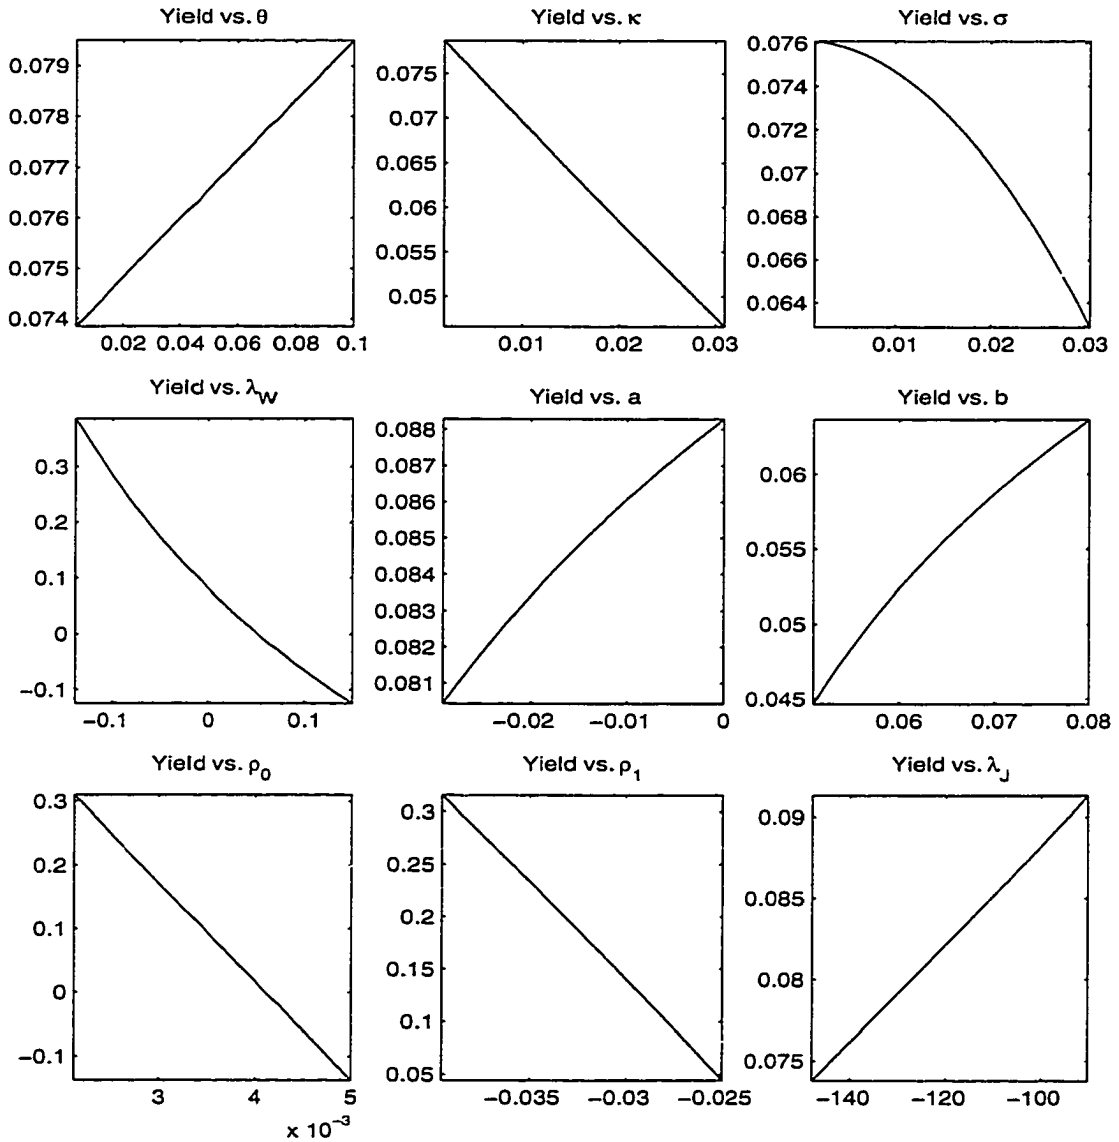 Yield vs. θ
0.079
0.078
0.077
0.076
0.075
0.074
0.02 0.04 0.06 0.08 0.1
Yield vs. κ
0.075
0.07
0.065
0.06
0.055
0.05
0.01 0.02 0.03
Yield vs. σ
0.076
0.074
0.072
0.07
0.068
0.066
0.064
0.01 0.02 0.03
Yield vs. λ_W
0.3
0.2
0.1
0
−0.1
−0.1 0 0.1
Yield vs. a
0.088
0.087
0.086
0.085
0.084
0.083
0.082
0.081
−0.02 −0.01 0
Yield vs. b
0.06
0.055
0.05
0.045
0.06 0.07 0.08
Yield vs. ρ_0
0.3
0.2
0.1
0
−0.1
3 4 5
x 10^−3
Yield vs. ρ_1
0.3
0.25
0.2
0.15
0.1
0.05
−0.035 −0.03 −0.025
Yield vs. λ_J
0.09
0.085
0.08
0.075
−140 −120 −100